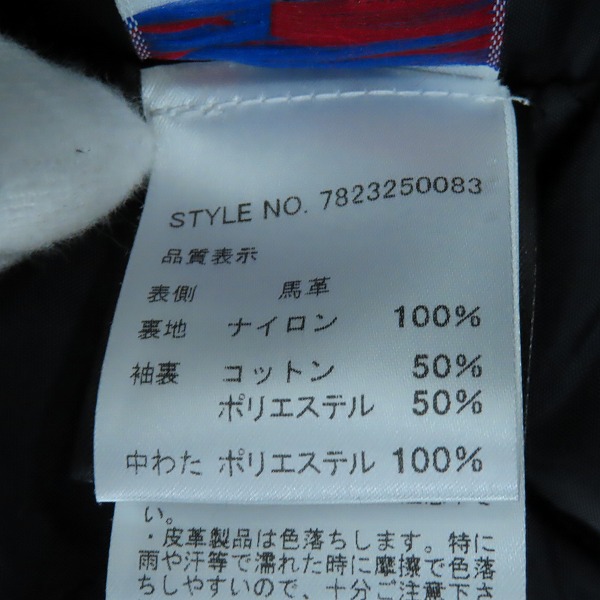 STYLE NO. 7823250083
品質表示
表側 馬革
裏地 ナイロン 100%
袖裏 コットン 50%
ポリエステル 50%
中わた ポリエステル 100%
い。
・皮革製品は色落ちします。特に
雨や汗等で濡れた時に摩擦で色落
ちしやすいので、十分ご注意下さ